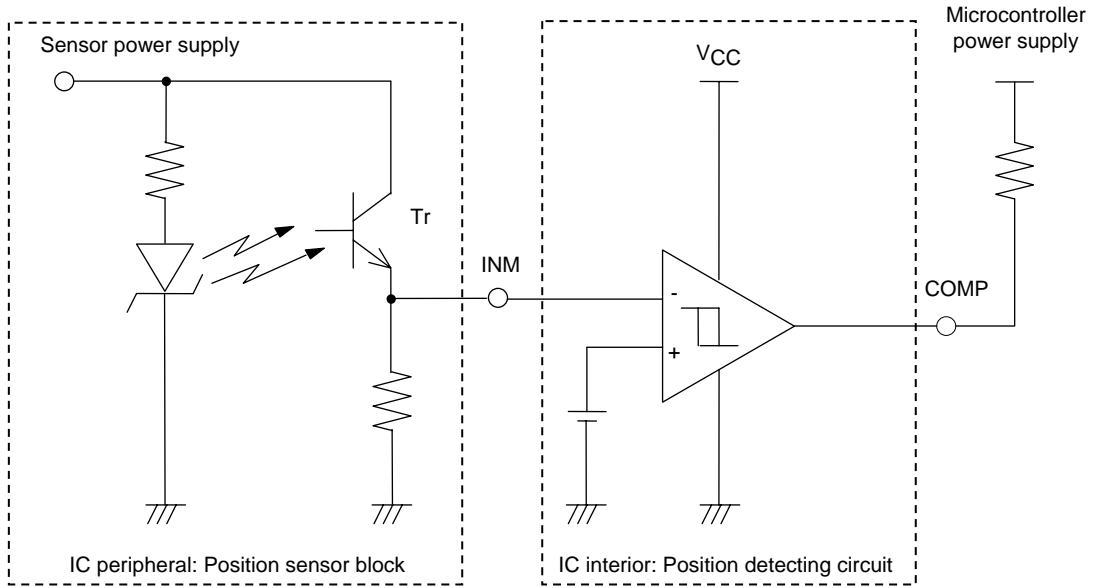 Sensor power supply
Tr
INM
IC peripheral: Position sensor block
VCC
-
+
IC interior: Position detecting circuit
Microcontroller
power supply
COMP